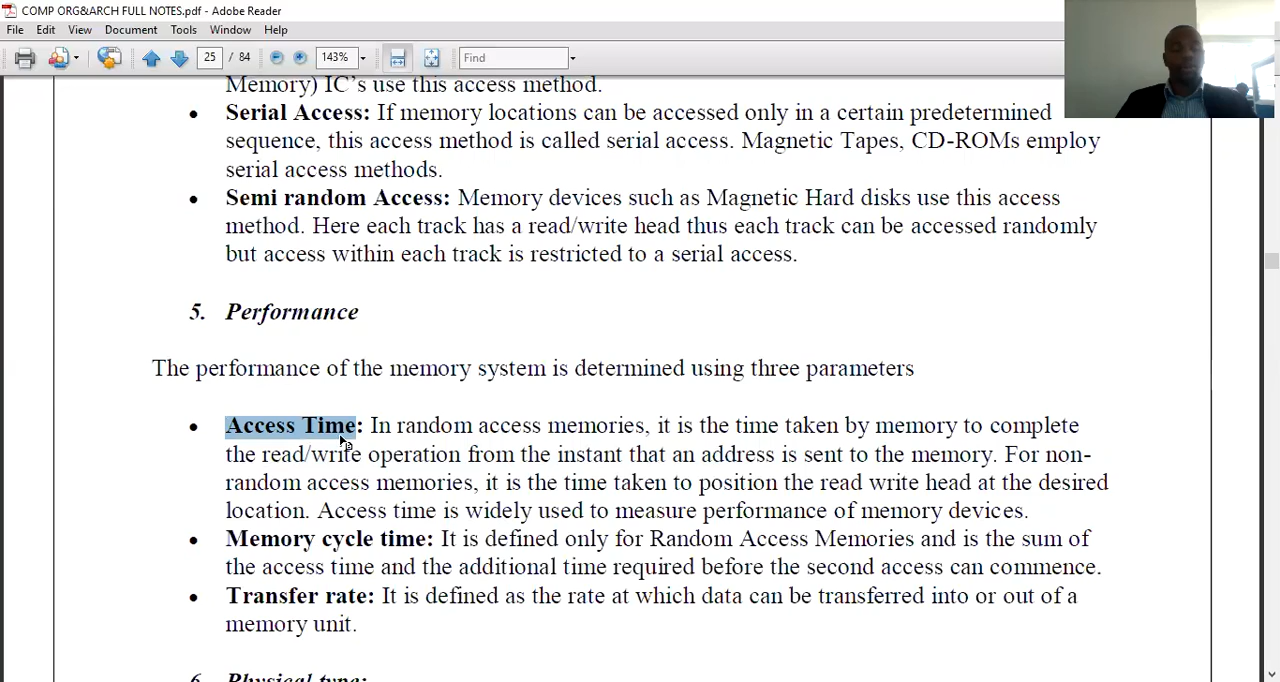 COMP ORG&ARCH FULL NOTES.pdf - Adobe Reader
File Edit View Document Tools Window Help
25 / 84 143% Find
Memory) IC's use this access method.
• Serial Access: If memory locations can be accessed only in a certain predetermined
sequence, this access method is called serial access. Magnetic Tapes, CD-ROMs employ
serial access methods.
• Semi random Access: Memory devices such as Magnetic Hard disks use this access
method. Here each track has a read/write head thus each track can be accessed randomly
but access within each track is restricted to a serial access.
5. Performance
The performance of the memory system is determined using three parameters
• Access Time: In random access memories, it is the time taken by memory to complete
the read/write operation from the instant that an address is sent to the memory. For non-
random access memories, it is the time taken to position the read write head at the desired
location. Access time is widely used to measure performance of memory devices.
• Memory cycle time: It is defined only for Random Access Memories and is the sum of
the access time and the additional time required before the second access can commence.
• Transfer rate: It is defined as the rate at which data can be transferred into or out of a
memory unit.
6. Physical type: